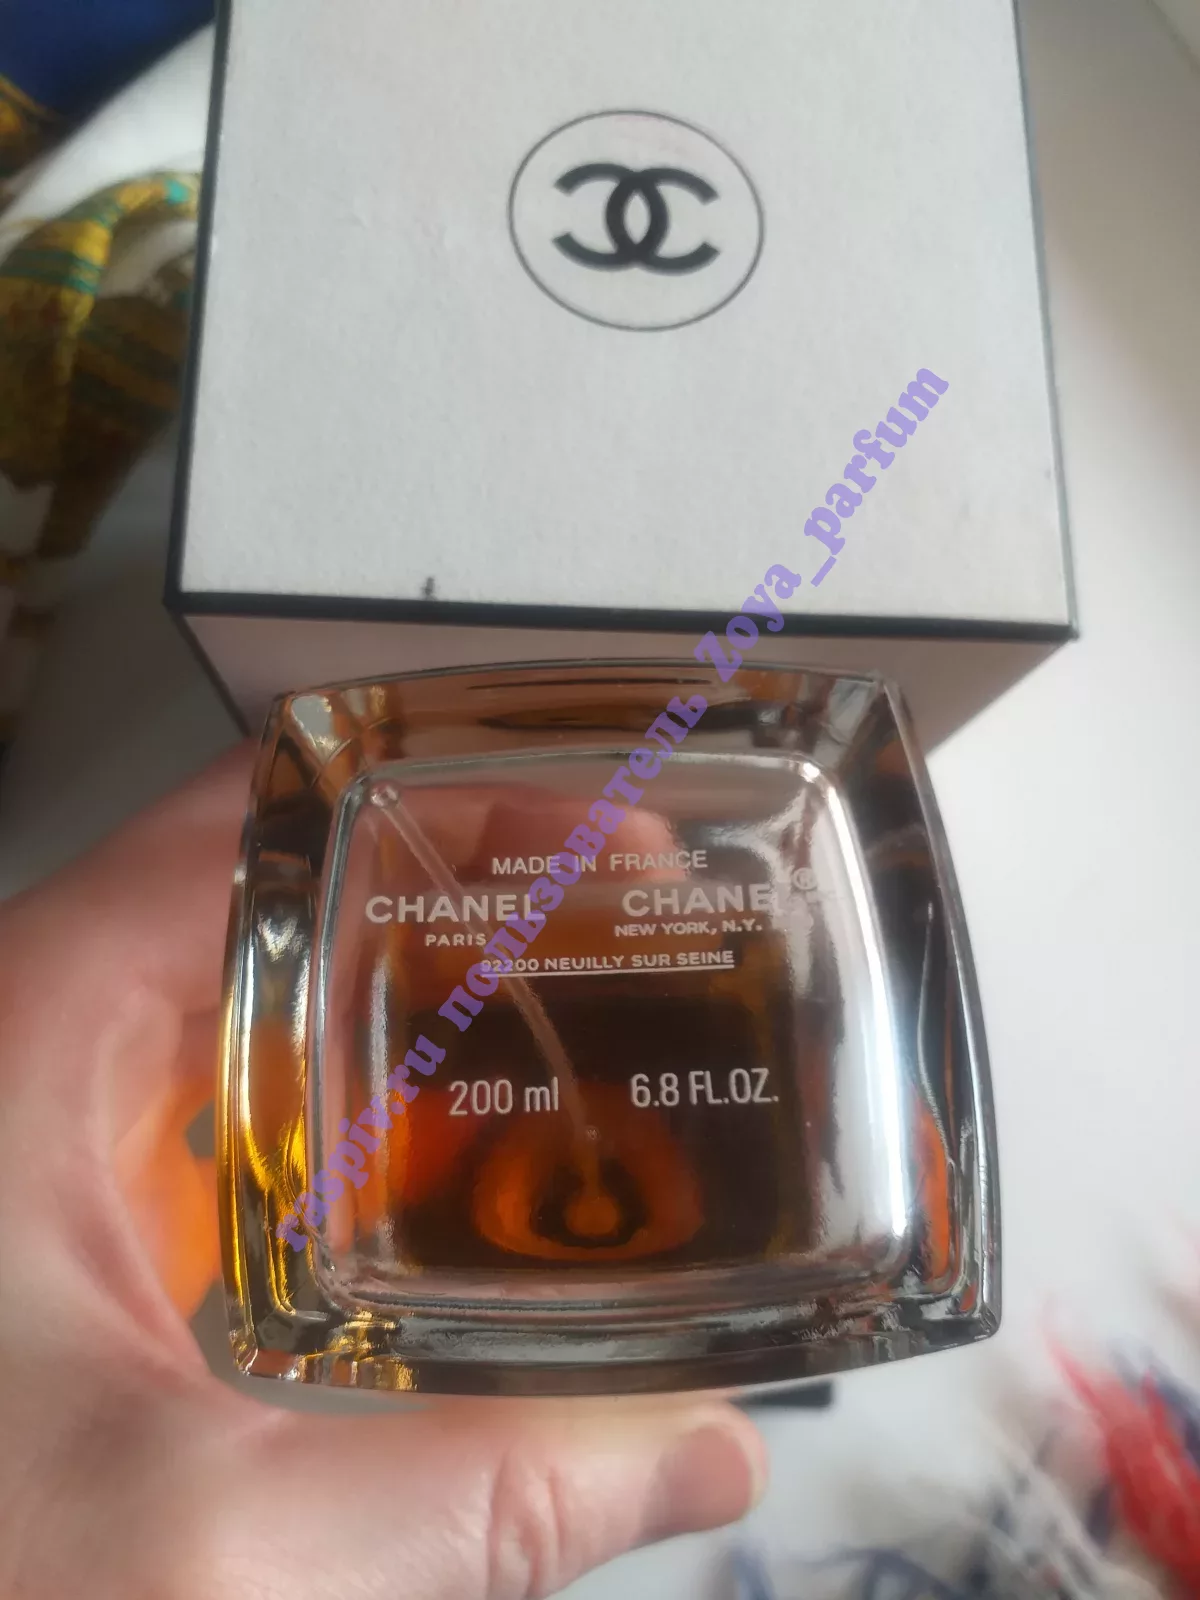 MADE IN FRANCE
CHANEL CHANEL®
PARIS NEW YORK, N.Y.
92200 NEUILLY SUR SEINE
200 ml 6.8 FL.OZ.
raspiv.ru пользователь Zoya_parfum